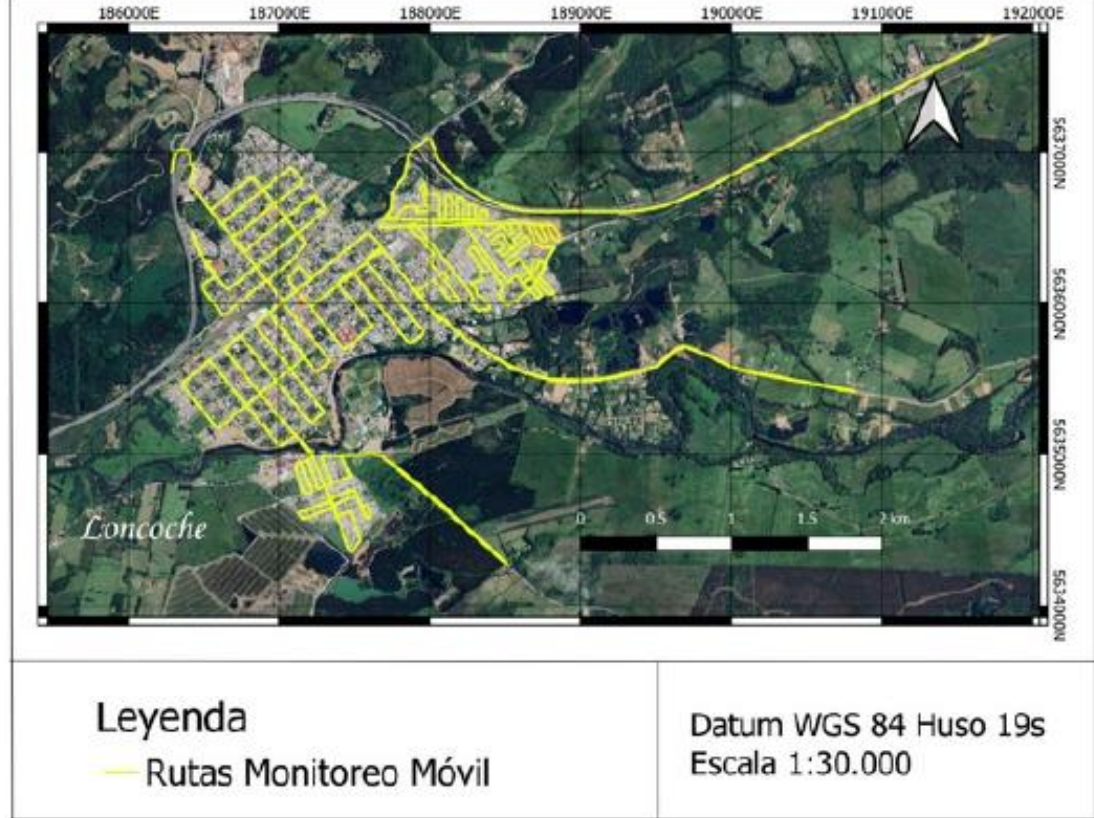 186000E 187000E 188000E 189000E 190000E 191000E 192000E
5637000N
5636000N
5635000N
5634000N
Loncoche
0 0.5 1 1.5 2 km
Leyenda
Rutas Monitoreo Móvil
Datum WGS 84 Huso 19s
Escala 1:30.000